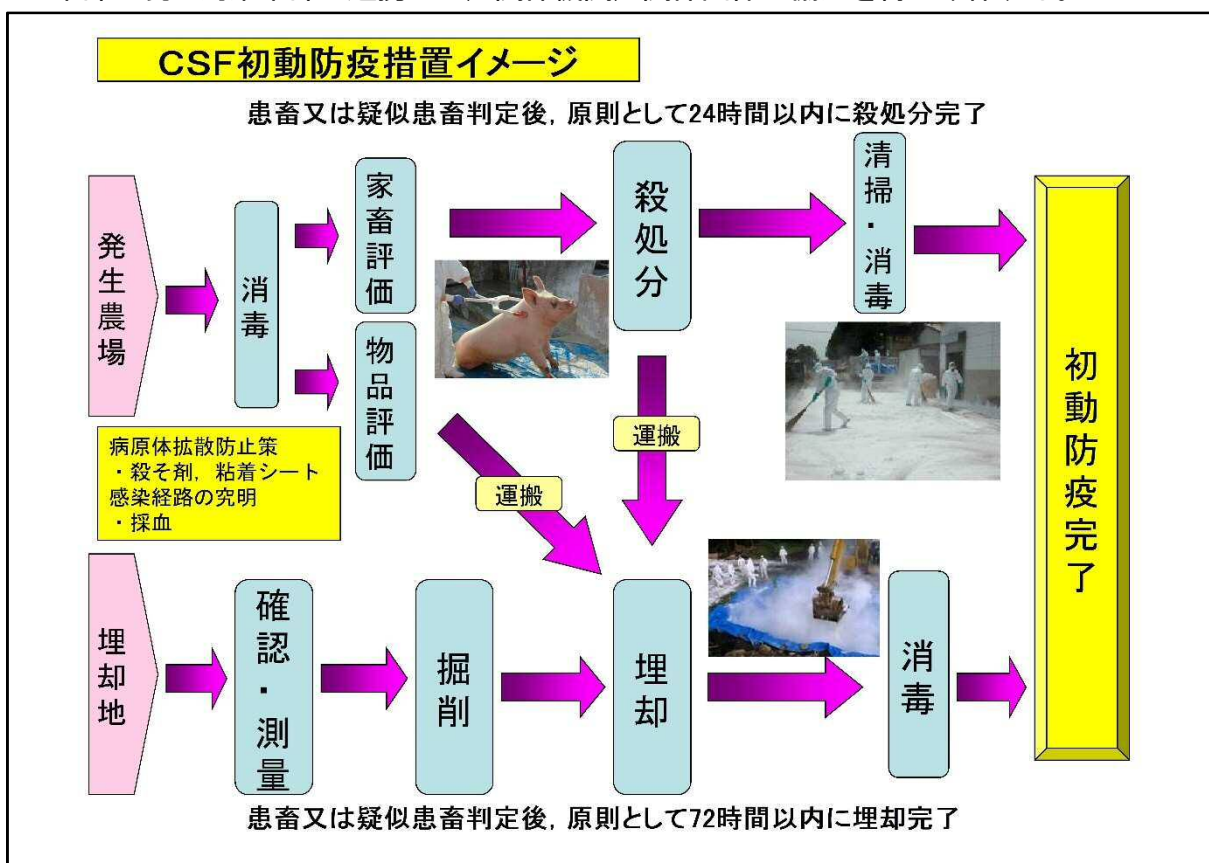 CSF初動防疫措置イメージ
患畜又は疑似患畜判定後，原則として24時間以内に殺処分完了
発生農場
消毒
家畜評価
物品評価
殺処分
清掃・消毒
運搬
運搬
病原体拡散防止策
・殺そ剤，粘着シート
感染経路の究明
・採血
埋却地
確認・測量
掘削
埋却
消毒
初動防疫完了
患畜又は疑似患畜判定後，原則として72時間以内に埋却完了